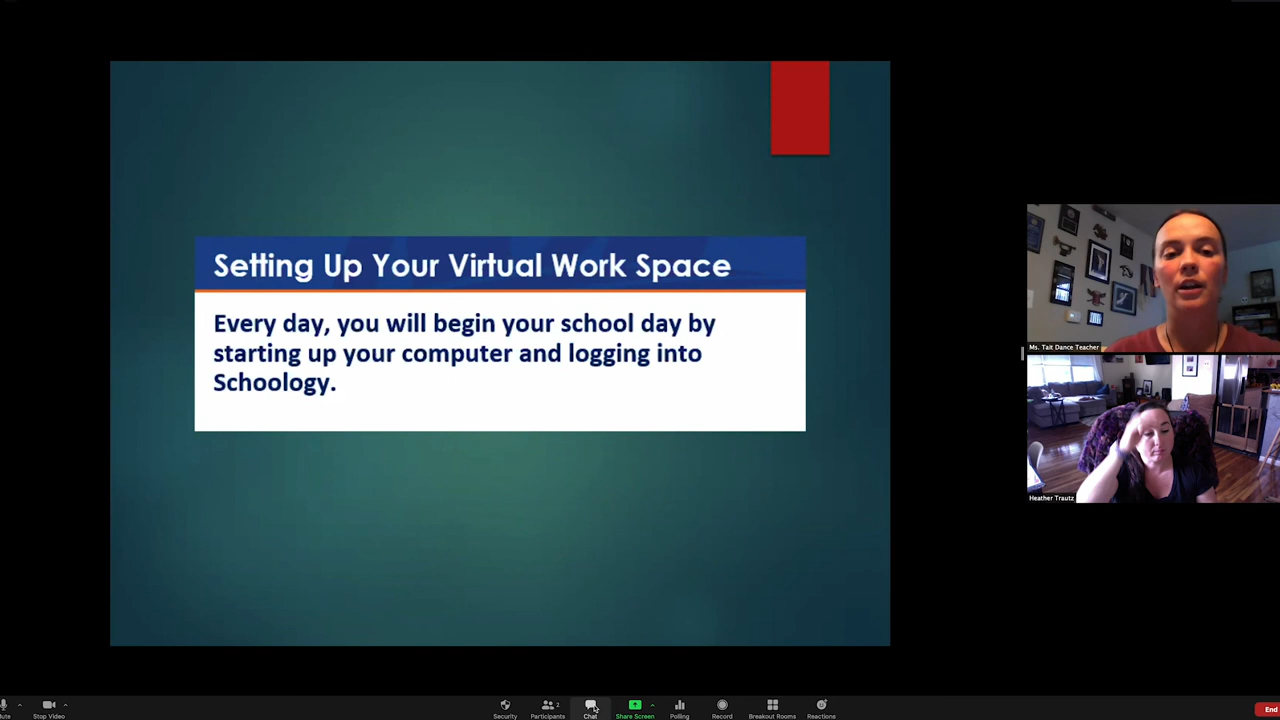 Setting Up Your Virtual Work Space
Every day, you will begin your school day by
starting up your computer and logging into
Schoology.
Ms. Tait Dance Teacher
Heather Trautz
Stop Video
Security
Participants
2
Chat
Share Screen
Polling
Record
Breakout Rooms
Reactions
End